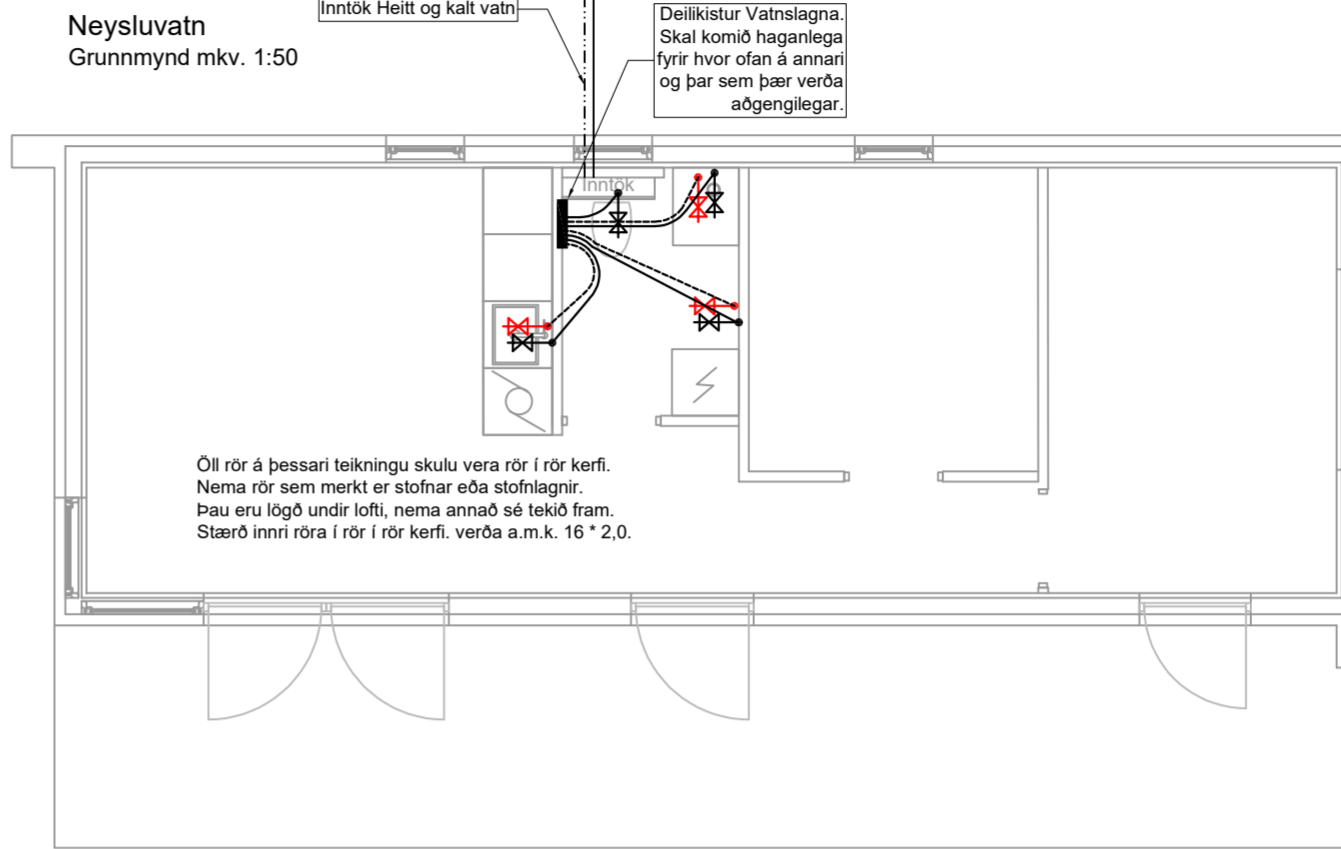 Neysluvatn
Grunnmynd mkv. 1:50
Inntök Heitt og kalt vatn
Deilikistur Vatnslagna.
Skal komið haganlega
fyrir hvor ofan á annari
og þar sem þær verða
aðgengilegar.
Inntök
Öll rör á þessari teikningu skulu vera rör í rör kerfi.
Nema rör sem merkt er stofnar eða stofnlagnir.
Þau eru lögð undir lofti, nema annað sé tekið fram.
Stærð innri röra í rör í rör kerfi. verða a.m.k. 16 * 2,0.